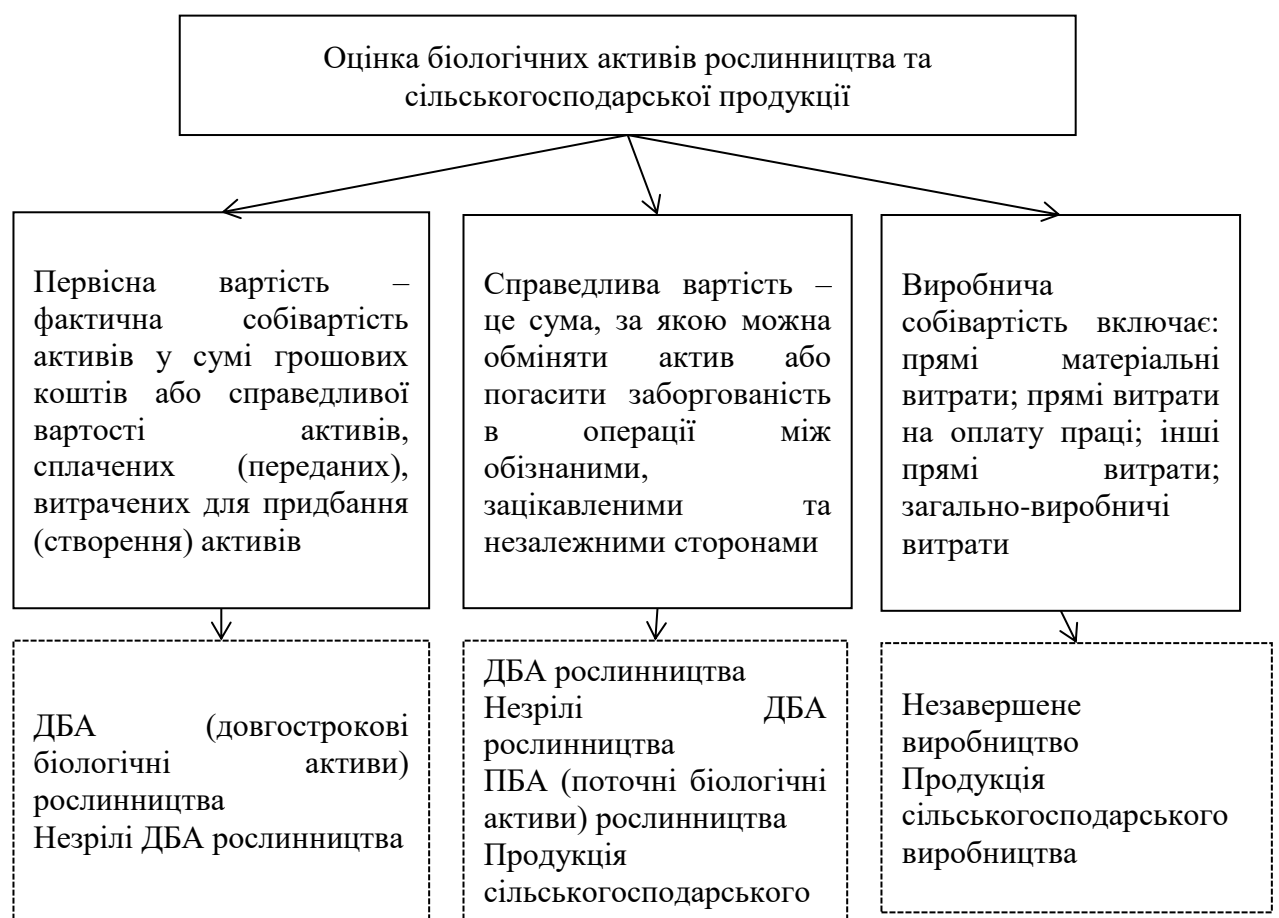 Оцінка біологічних активів рослинництва та
сільськогосподарської продукції
Первісна вартість –
фактична собівартість
активів у сумі грошових
коштів або справедливої
вартості активів,
сплачених (переданих),
витрачених для придбання
(створення) активів
Справедлива вартість –
це сума, за якою можна
обміняти актив або
погасити заборгованість
в операції між
обізнаними,
зацікавленими та
незалежними сторонами
Виробнича
собівартість включає:
прямі матеріальні
витрати; прямі витрати
на оплату праці; інші
прямі витрати;
загально-виробничі
витрати
ДБА (довгострокові
біологічні активи)
рослинництва
Незрілі ДБА рослинництва
ДБА рослинництва
Незрілі ДБА
рослинництва
ПБА (поточні біологічні
активи) рослинництва
Продукція
сільськогосподарського
Незавершене
виробництво
Продукція
сільськогосподарського
виробництва